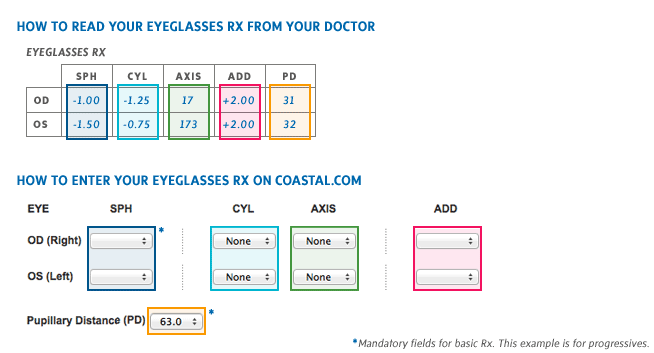 HOW TO READ YOUR EYEGLASSES RX FROM YOUR DOCTOR
EYEGLASSES RX
SPH CYL AXIS ADD PD
OD -1.00 -1.25 17 +2.00 31
OS -1.50 -0.75 173 +2.00 32
HOW TO ENTER YOUR EYEGLASSES RX ON COASTAL.COM
EYE SPH CYL AXIS ADD
OD (Right) * None None
OS (Left) None None
Pupillary Distance (PD) 63.0 *
*Mandatory fields for basic Rx. This example is for progressives.